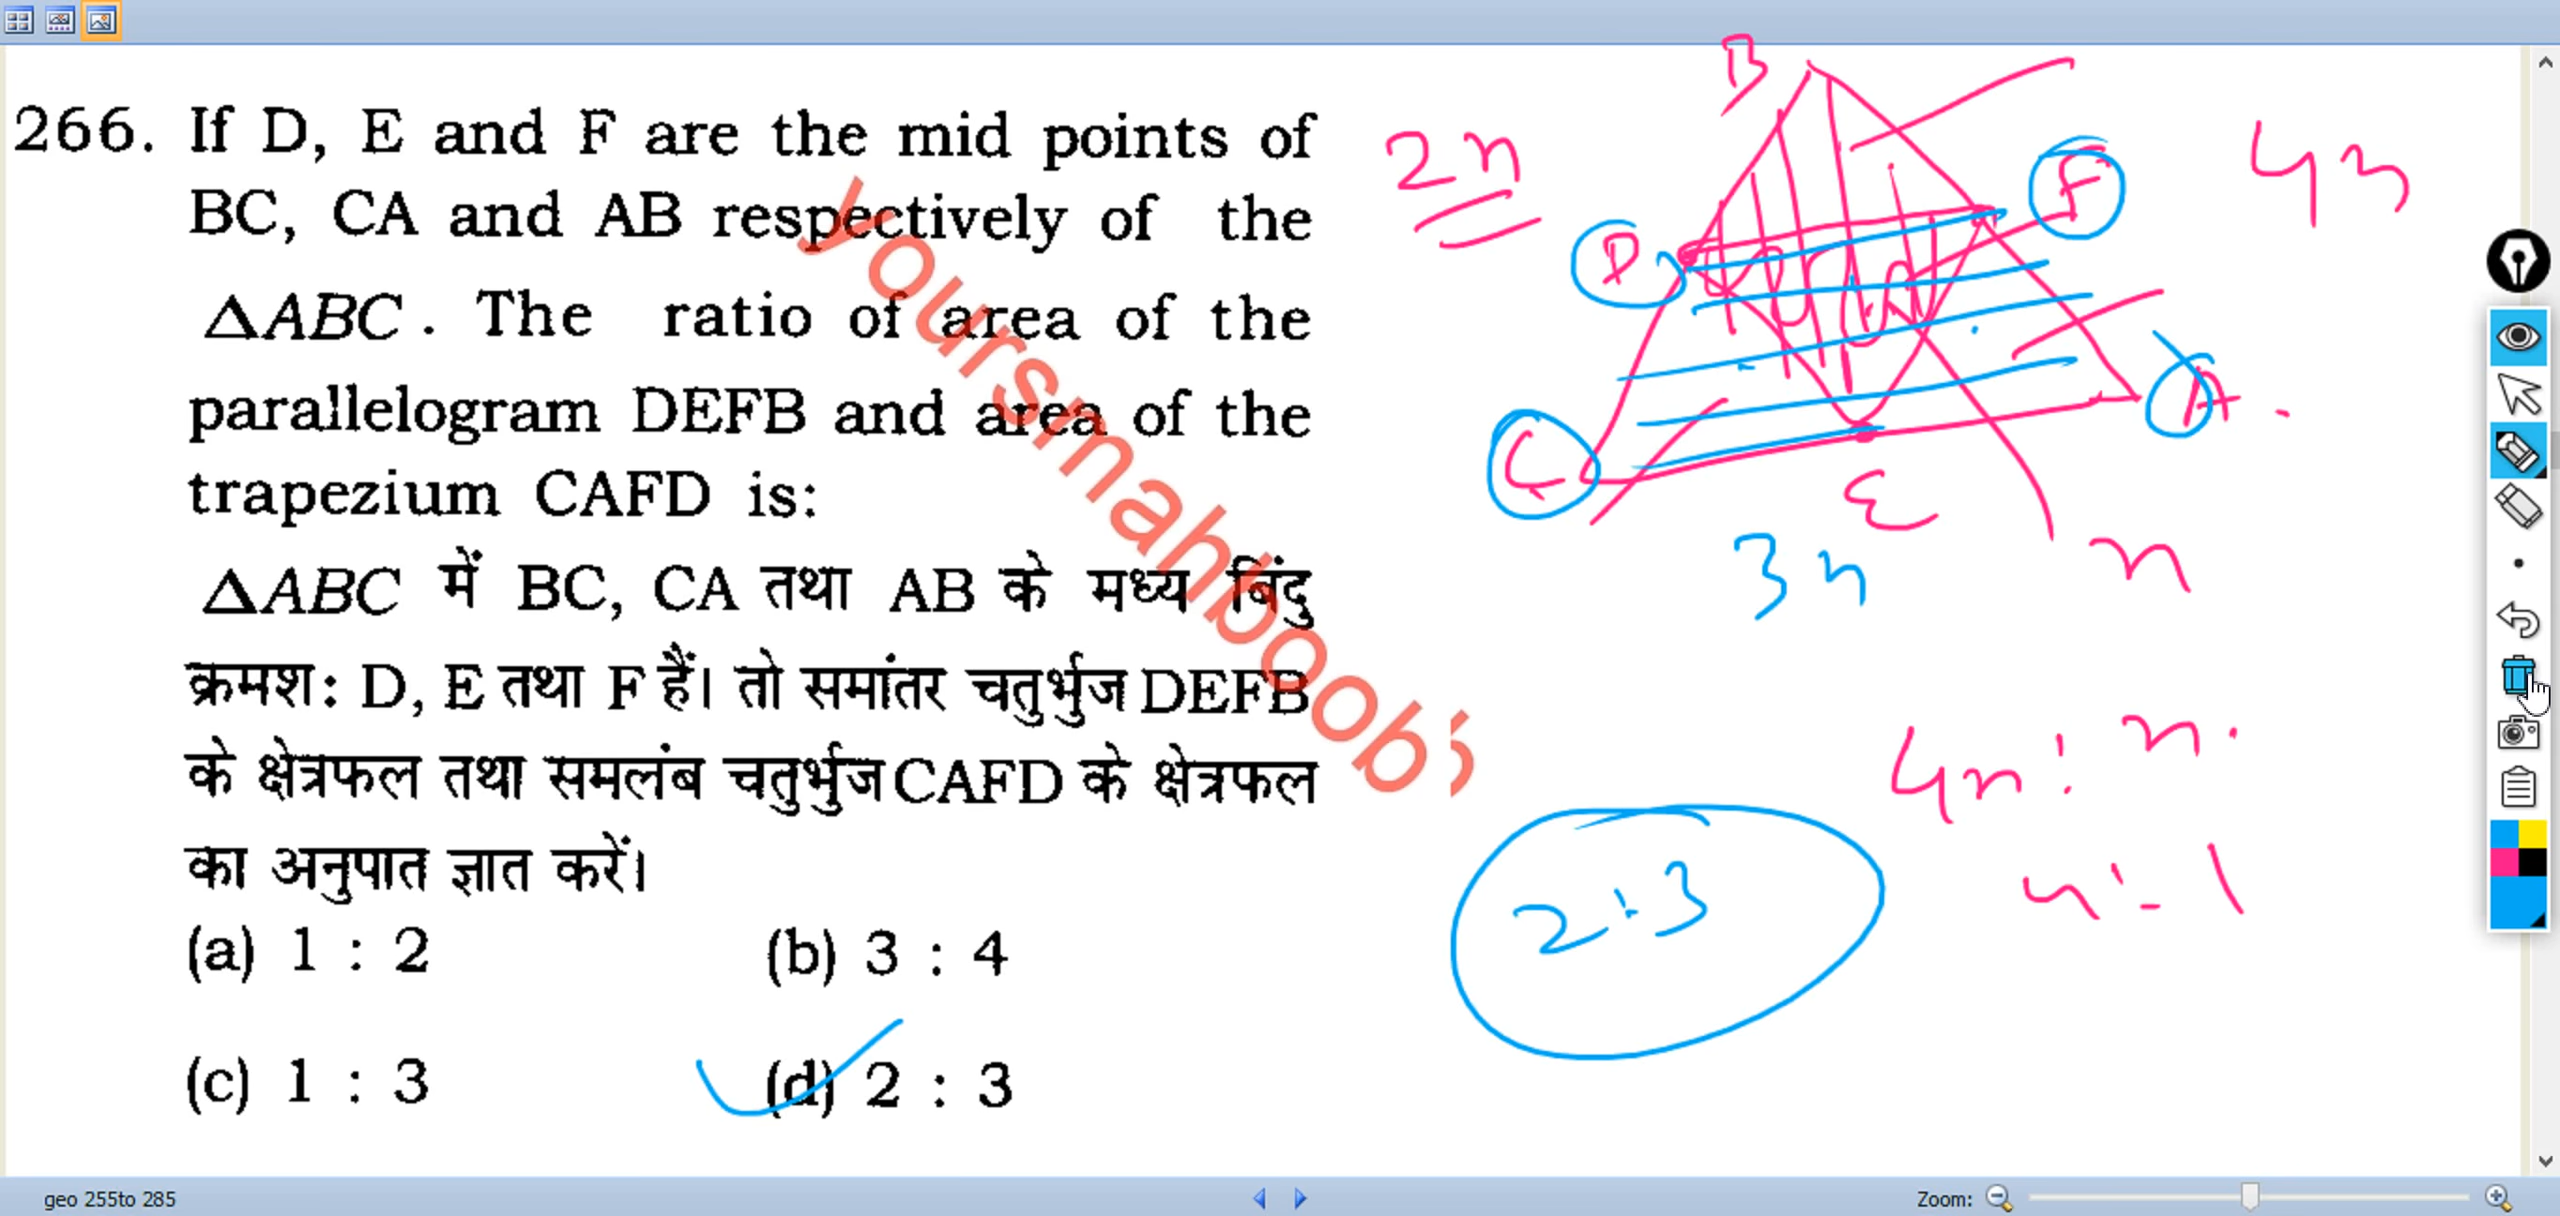 266. If D, E and F are the mid points of
BC, CA and AB respectively of the
△ABC. The ratio of area of the
parallelogram DEFB and area of the
trapezium CAFD is:
△ABC में BC, CA तथा AB के मध्य बिंदु
क्रमश: D, E तथा F हैं। तो समांतर चतुर्भुज DEFB
के क्षेत्रफल तथा समलंब चतुर्भुज CAFD के क्षेत्रफल
का अनुपात ज्ञात करें।
(a) 1 : 2 (b) 3 : 4
(c) 1 : 3 (d) 2 : 3
yoursmahboob
B
2n
F
4n
D
A
C
E
3n
n
4n : n
4 : 1
2 : 3
geo 255to 285
Zoom: